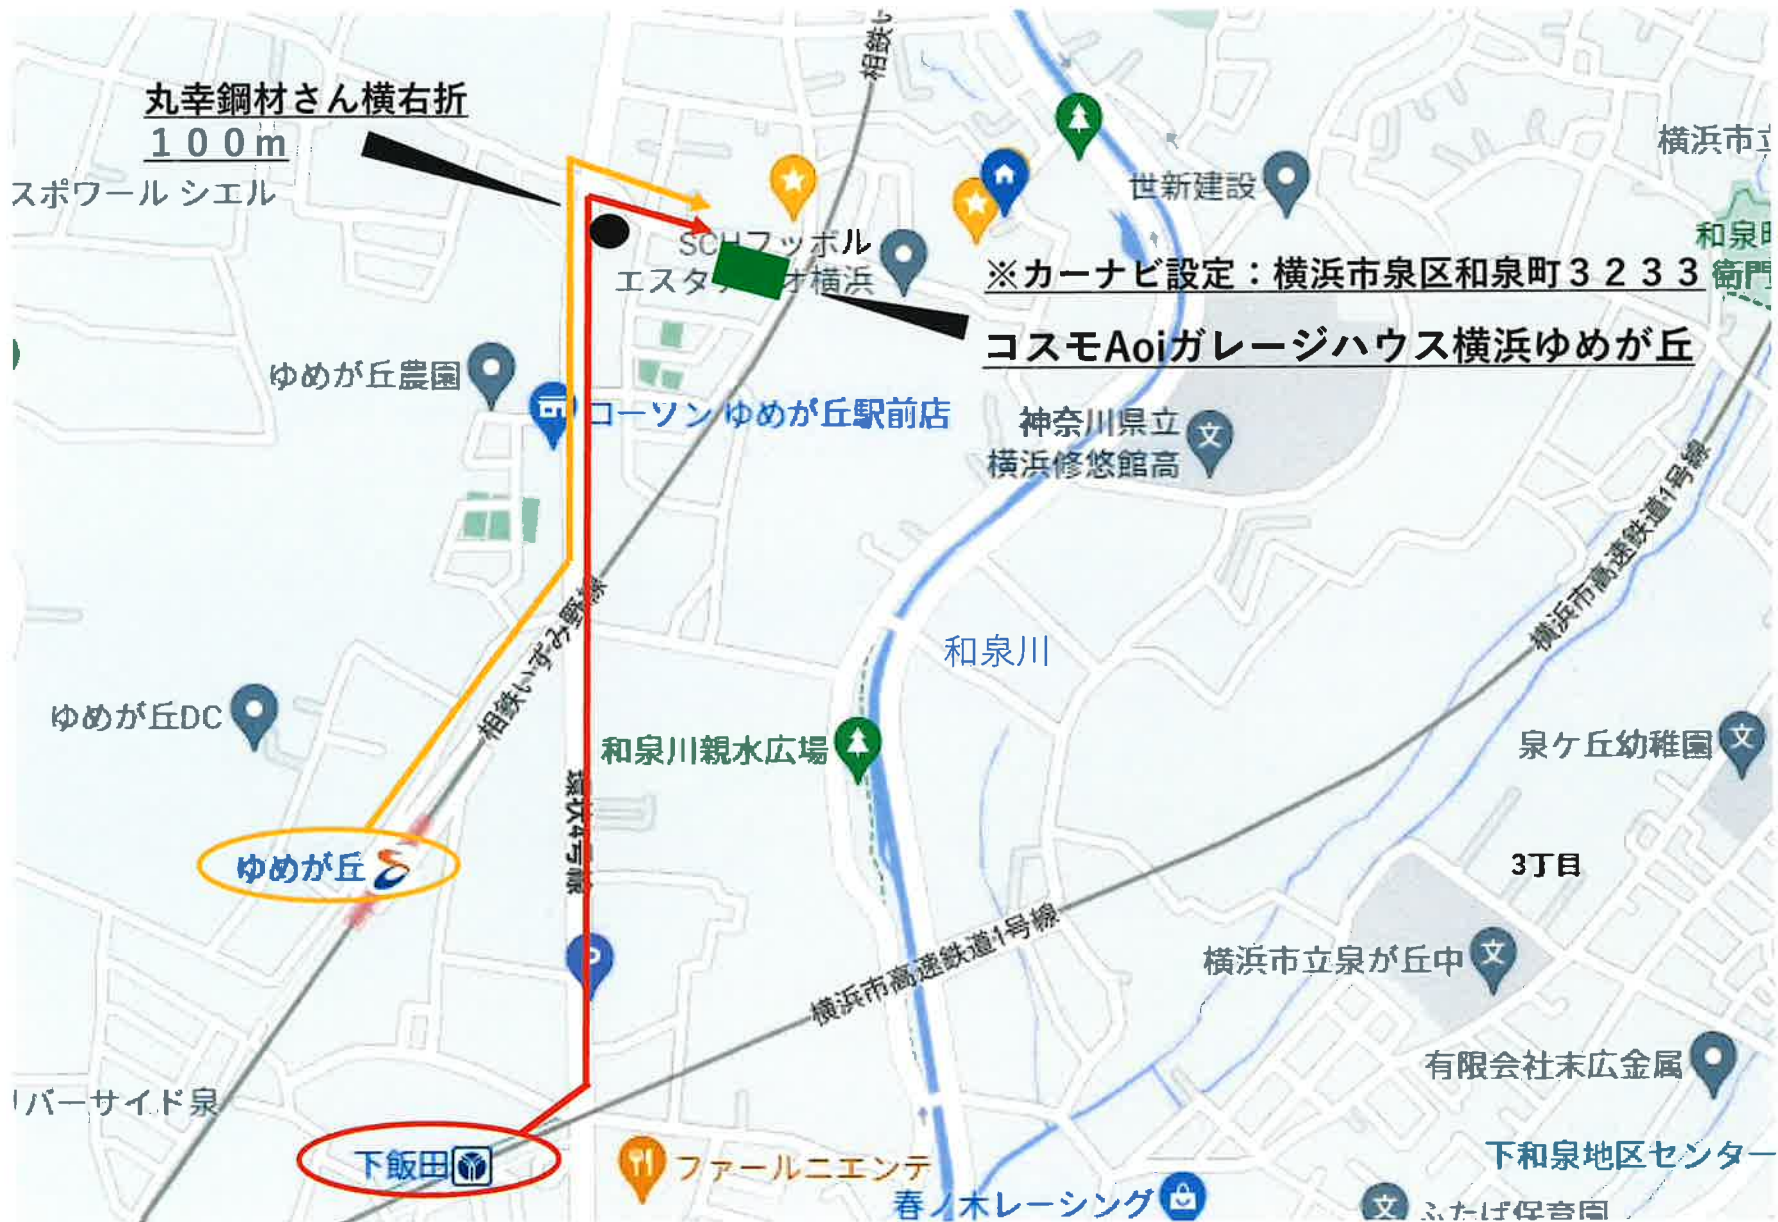 相鉄い
丸幸鋼材さん横右折
１００ｍ
横浜市立
スポワール シエル
世新建設
和泉町
衛門
フッボル
エスタ
オ横浜
※カーナビ設定：横浜市泉区和泉町３２３３
コスモAoiガレージハウス横浜ゆめが丘
ゆめが丘農園
ローソン ゆめが丘駅前店
神奈川県立
横浜修悠館高
横浜市高速鉄道1号線
相鉄いずみ野線
和泉川
ゆめが丘DC
和泉川親水広場
泉ケ丘幼稚園
環状4号線
ゆめが丘
3丁目
横浜市高速鉄道1号線
横浜市立泉が丘中
有限会社末広金属
リバーサイド泉
下飯田
ファールニエンテ
下和泉地区センター
春ノ木レーシング
ふたば保育園